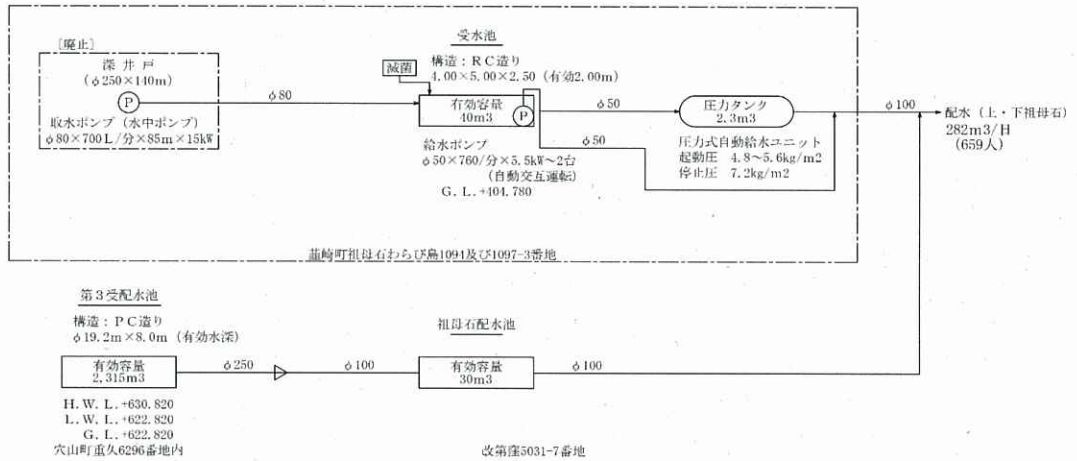 [廃止]
深井戸
(φ250×140m)
P
取水ポンプ (水中ポンプ)
φ80×700L/分×85m×15kW
φ80
滅菌
受水池
構造:RC造り
4.00×5.00×2.50 (有効2.00m)
有効容量
40m3
P
給水ポンプ
φ50×760/分×5.5kW~2台
(自動交互運転)
G.L.+404.780
φ50
φ50
圧力タンク
2.3m3
圧力式自動給水ユニット
起動圧 4.8~5.6kg/m2
停止圧 7.2kg/m2
φ100
配水 (上・下祖母石)
282m3/H
(659人)
韮崎町祖母石わらび島1094及び1097-3番地
第3受配水池
構造:PC造り
φ19.2m×8.0m (有効水深)
有効容量
2,315m3
φ250
φ100
H.W.L.+630.820
L.W.L.+622.820
G.L.+622.820
穴山町重久6296番地内
祖母石配水池
有効容量
30m3
φ100
改第窪5031-7番地